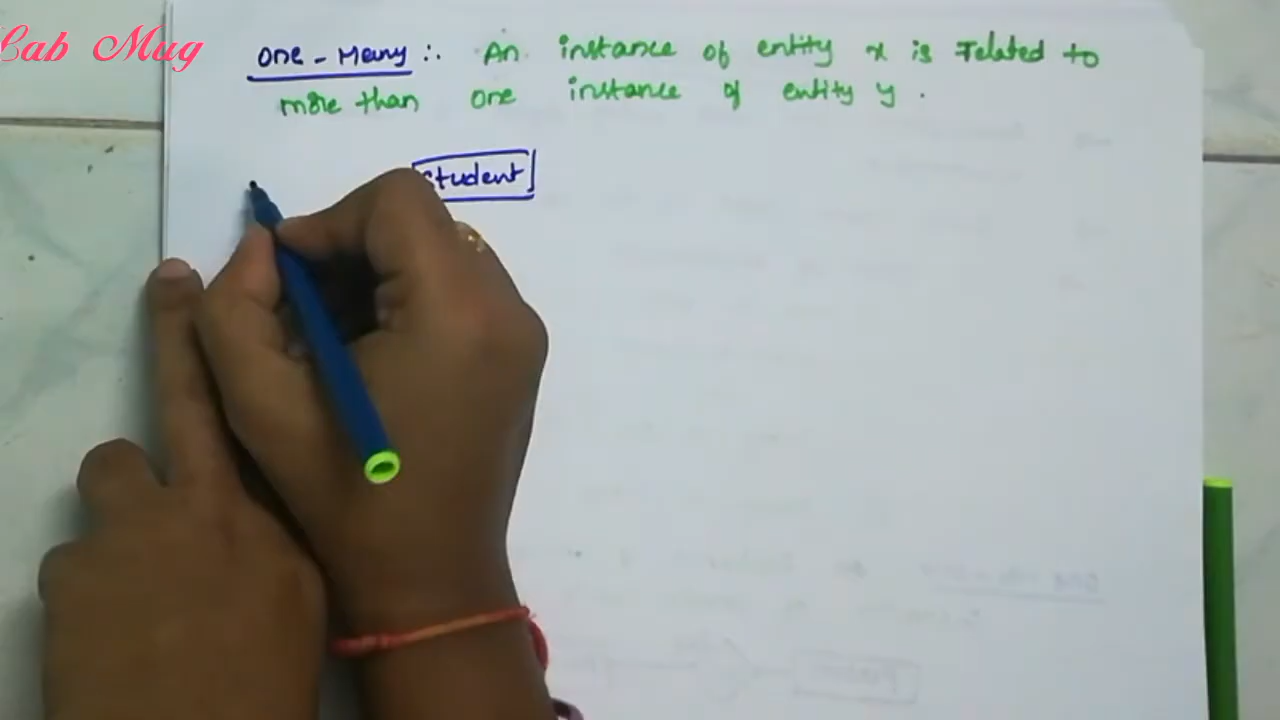 Lab Mug
One - Many :. An instance of entity x is related to
more than one instance of entity y .
Student